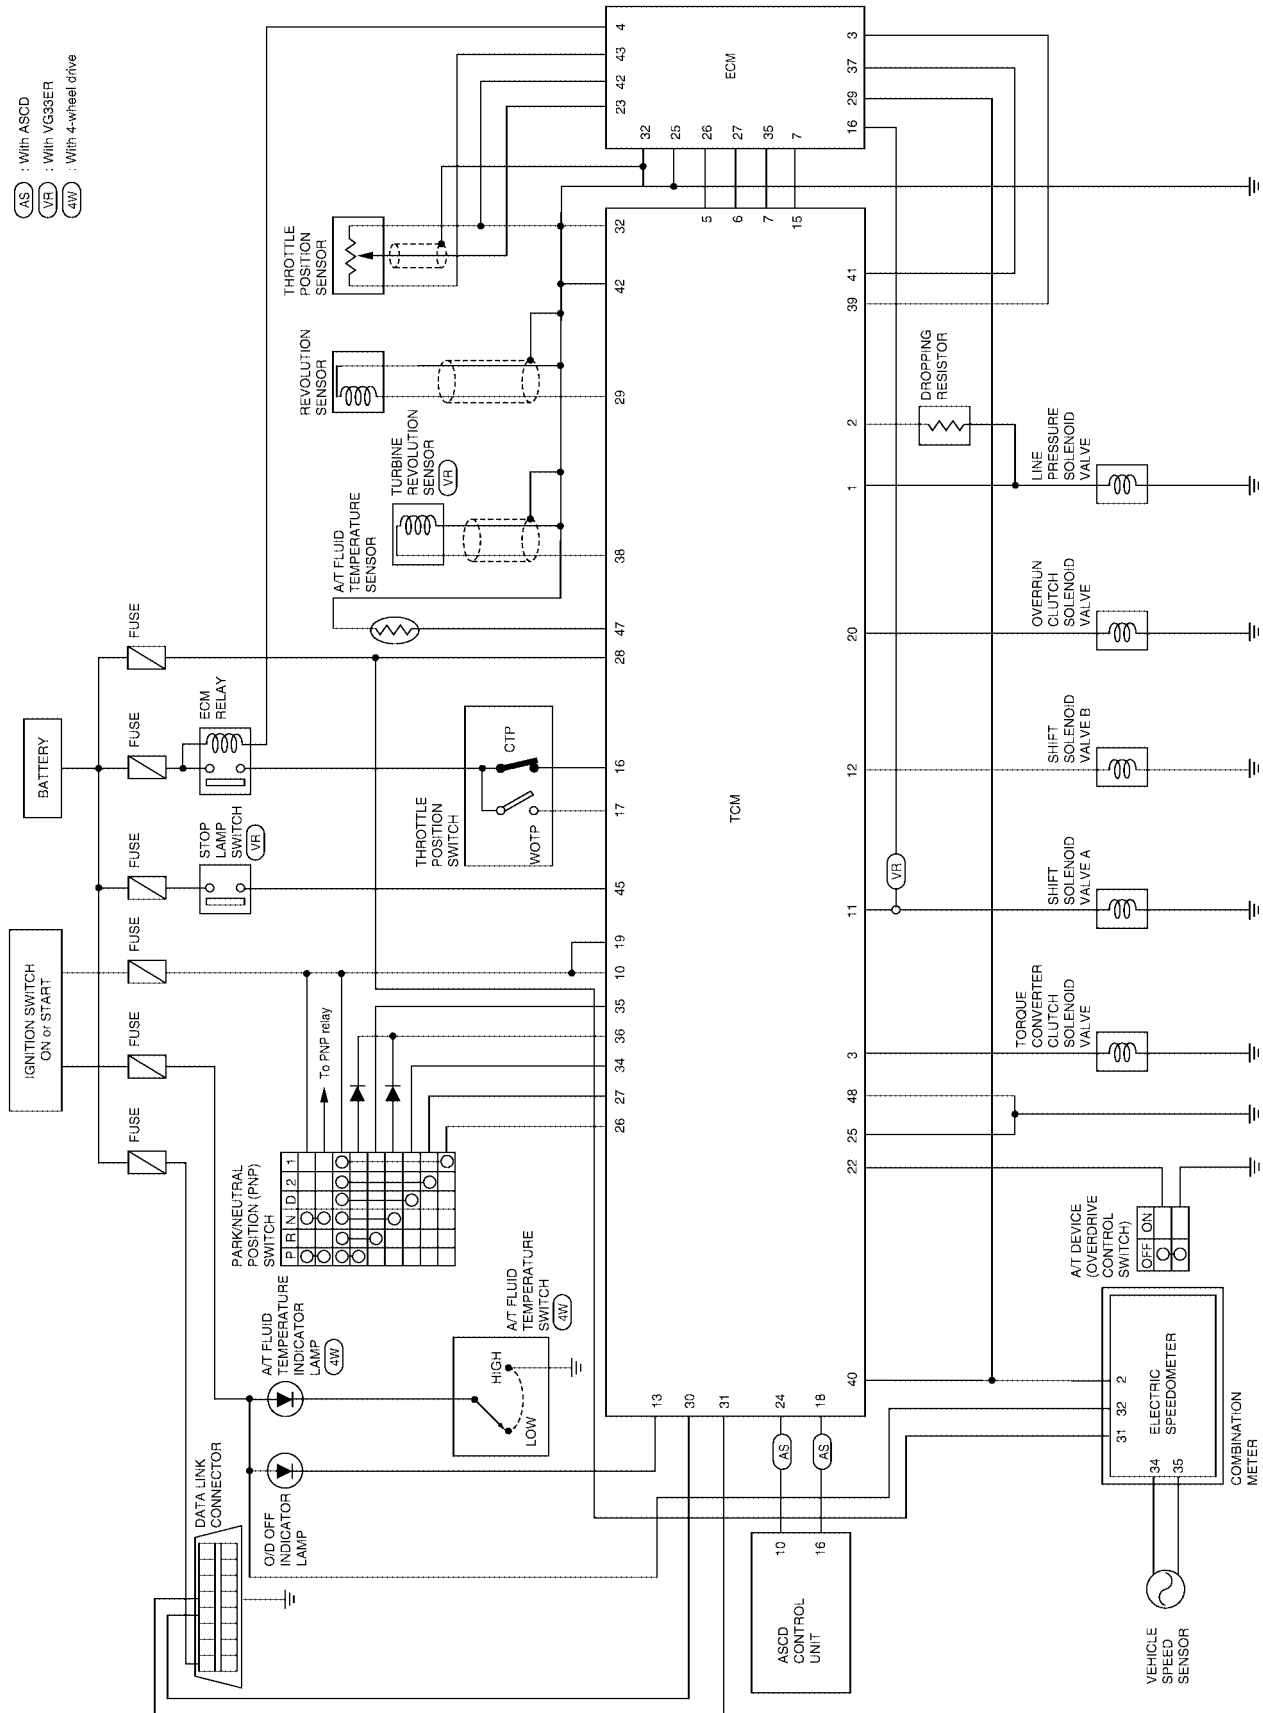 AS : With ASCD
VR : With VG33ER
4W : With 4-wheel drive
BATTERY
IGNITION SWITCH
ON or START
FUSE
FUSE
FUSE
FUSE
FUSE
FUSE
ECM
RELAY
STOP
LAMP
SWITCH
VR
THROTTLE
POSITION
SENSOR
REVOLUTION
SENSOR
TURBINE
REVOLUTION
SENSOR
VR
A/T FLUID
TEMPERATURE
SENSOR
THROTTLE
POSITION
SWITCH
CTP
WOTP
To PNP relay
PARK/NEUTRAL
POSITION (PNP)
SWITCH
P R N D 2 1
A/T FLUID
TEMPERATURE
INDICATOR
LAMP
4W
A/T FLUID
TEMPERATURE
SWITCH
4W
HIGH
LOW
DATA LINK
CONNECTOR
O/D OFF
INDICATOR
LAMP
ECM
4
43
42
23
32
25
26
27
35
7
3
37
29
16
TCM
5
6
7
15
32
42
29
38
47
28
16
17
45
19
10
35
36
34
27
26
13
30
31
24
18
41
39
2
1
20
12
11
3
48
25
22
40
AS
AS
10
16
ASCD
CONTROL
UNIT
VR
DROPPING
RESISTOR
LINE
PRESSURE
SOLENOID
VALVE
OVERRUN
CLUTCH
SOLENOID
VALVE
SHIFT
SOLENOID
VALVE B
SHIFT
SOLENOID
VALVE A
TORQUE
CONVERTER
CLUTCH
SOLENOID
VALVE
A/T DEVICE
(OVERDRIVE
CONTROL
SWITCH)
OFF ON
2
32
31
ELECTRIC
SPEEDOMETER
34
35
COMBINATION
METER
VEHICLE
SPEED
SENSOR